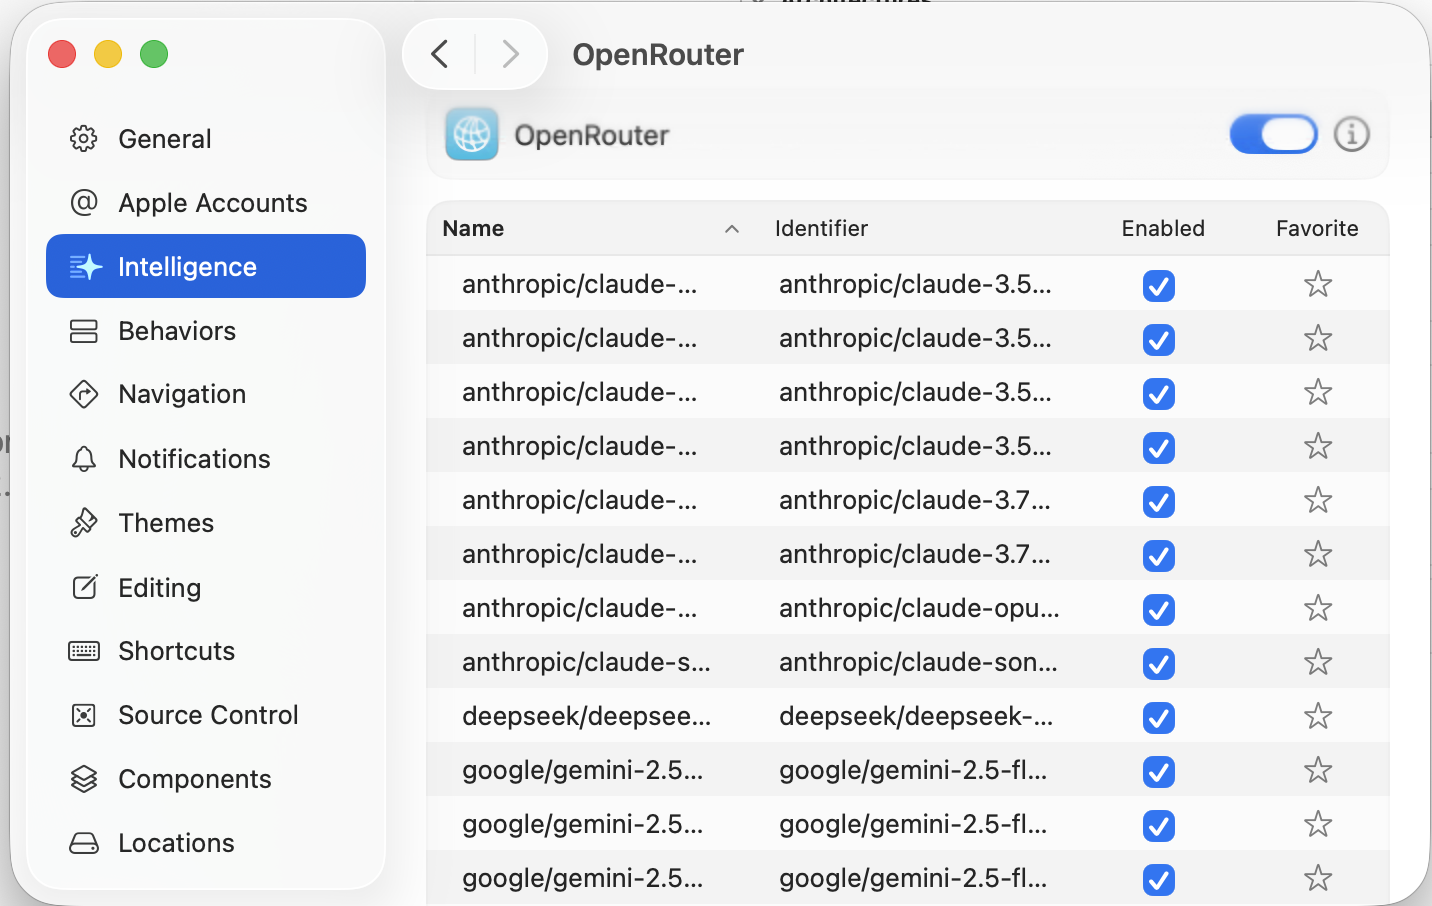 OpenRouter
General
Apple Accounts
Intelligence
Behaviors
Navigation
Notifications
Themes
Editing
Shortcuts
Source Control
Components
Locations
OpenRouter
Name Identifier Enabled Favorite
anthropic/claude-... anthropic/claude-3.5...
anthropic/claude-... anthropic/claude-3.5...
anthropic/claude-... anthropic/claude-3.5...
anthropic/claude-... anthropic/claude-3.5...
anthropic/claude-... anthropic/claude-3.7...
anthropic/claude-... anthropic/claude-3.7...
anthropic/claude-... anthropic/claude-opu...
anthropic/claude-s... anthropic/claude-son...
deepseek/deepsee... deepseek/deepseek-...
google/gemini-2.5... google/gemini-2.5-fl...
google/gemini-2.5... google/gemini-2.5-fl...
google/gemini-2.5... google/gemini-2.5-fl...